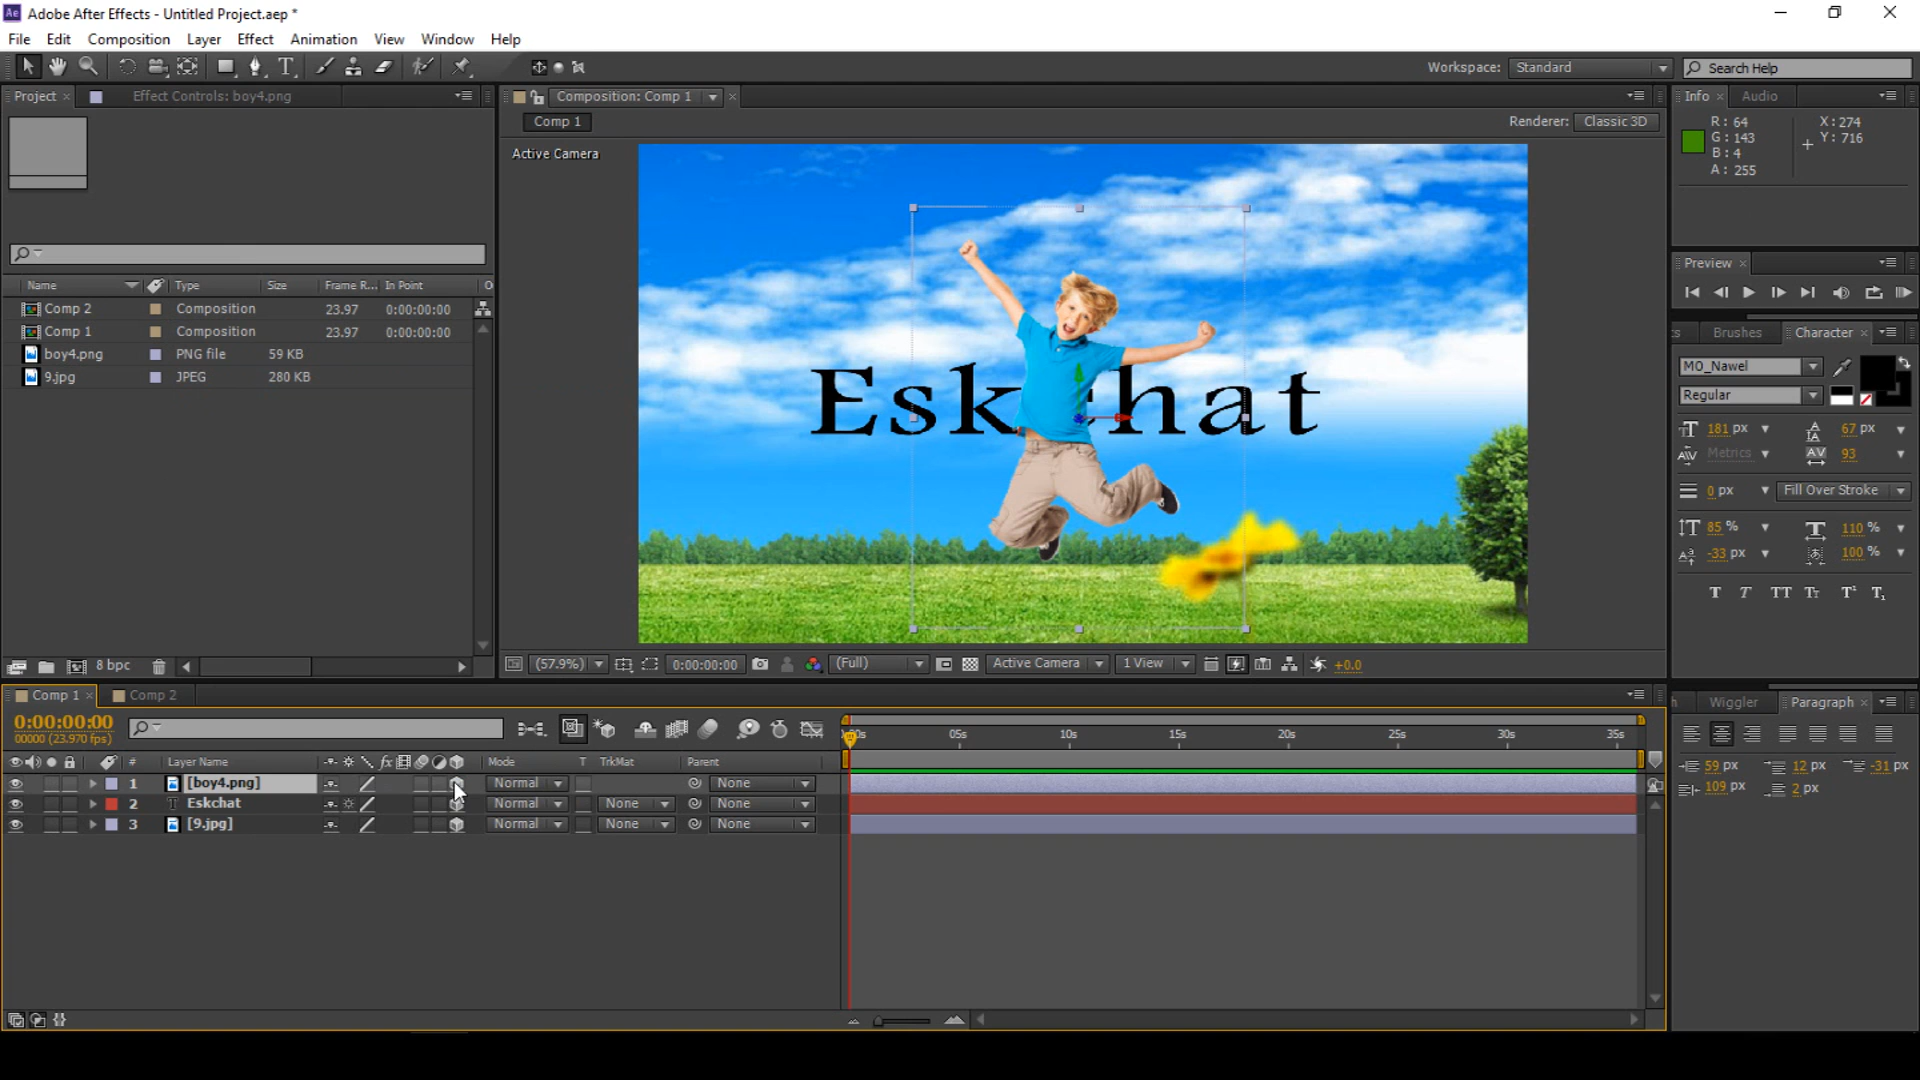 Ae Adobe After Effects - Untitled Project.aep *
File Edit Composition Layer Effect Animation View Window Help
Workspace: Standard Search Help
Project Effect Controls: boy4.png
Composition: Comp 1
Info Audio
Comp 1
Renderer: Classic 3D
R: 64
G: 143
B: 4
A: 255
X: 274
Y: 716
Active Camera
Eskchat
Name Type Size Frame R... In Point
Comp 2 Composition 23.97 0:00:00:00
Comp 1 Composition 23.97 0:00:00:00
boy4.png PNG file 59 KB
9.jpg JPEG 280 KB
Preview
Brushes Character
MO_Nawel
Regular
181 px 67 px
Metrics 93
0 px Fill Over Stroke
85 % 110 %
-33 px 100 %
T T TT Tт T¹ T₁
8 bpc
(57.9%) 0:00:00:00 (Full) Active Camera 1 View +0.0
Comp 1 Comp 2
0:00:00:00
00000 (23.970 fps)
05s 10s 15s 20s 25s 30s 35s
# Layer Name fx Mode T TrkMat Parent
1 [boy4.png] Normal None
2 T Eskchat Normal None None
3 [9.jpg] Normal None None
Wiggler Paragraph
59 px 12 px -31 px
109 px 2 px